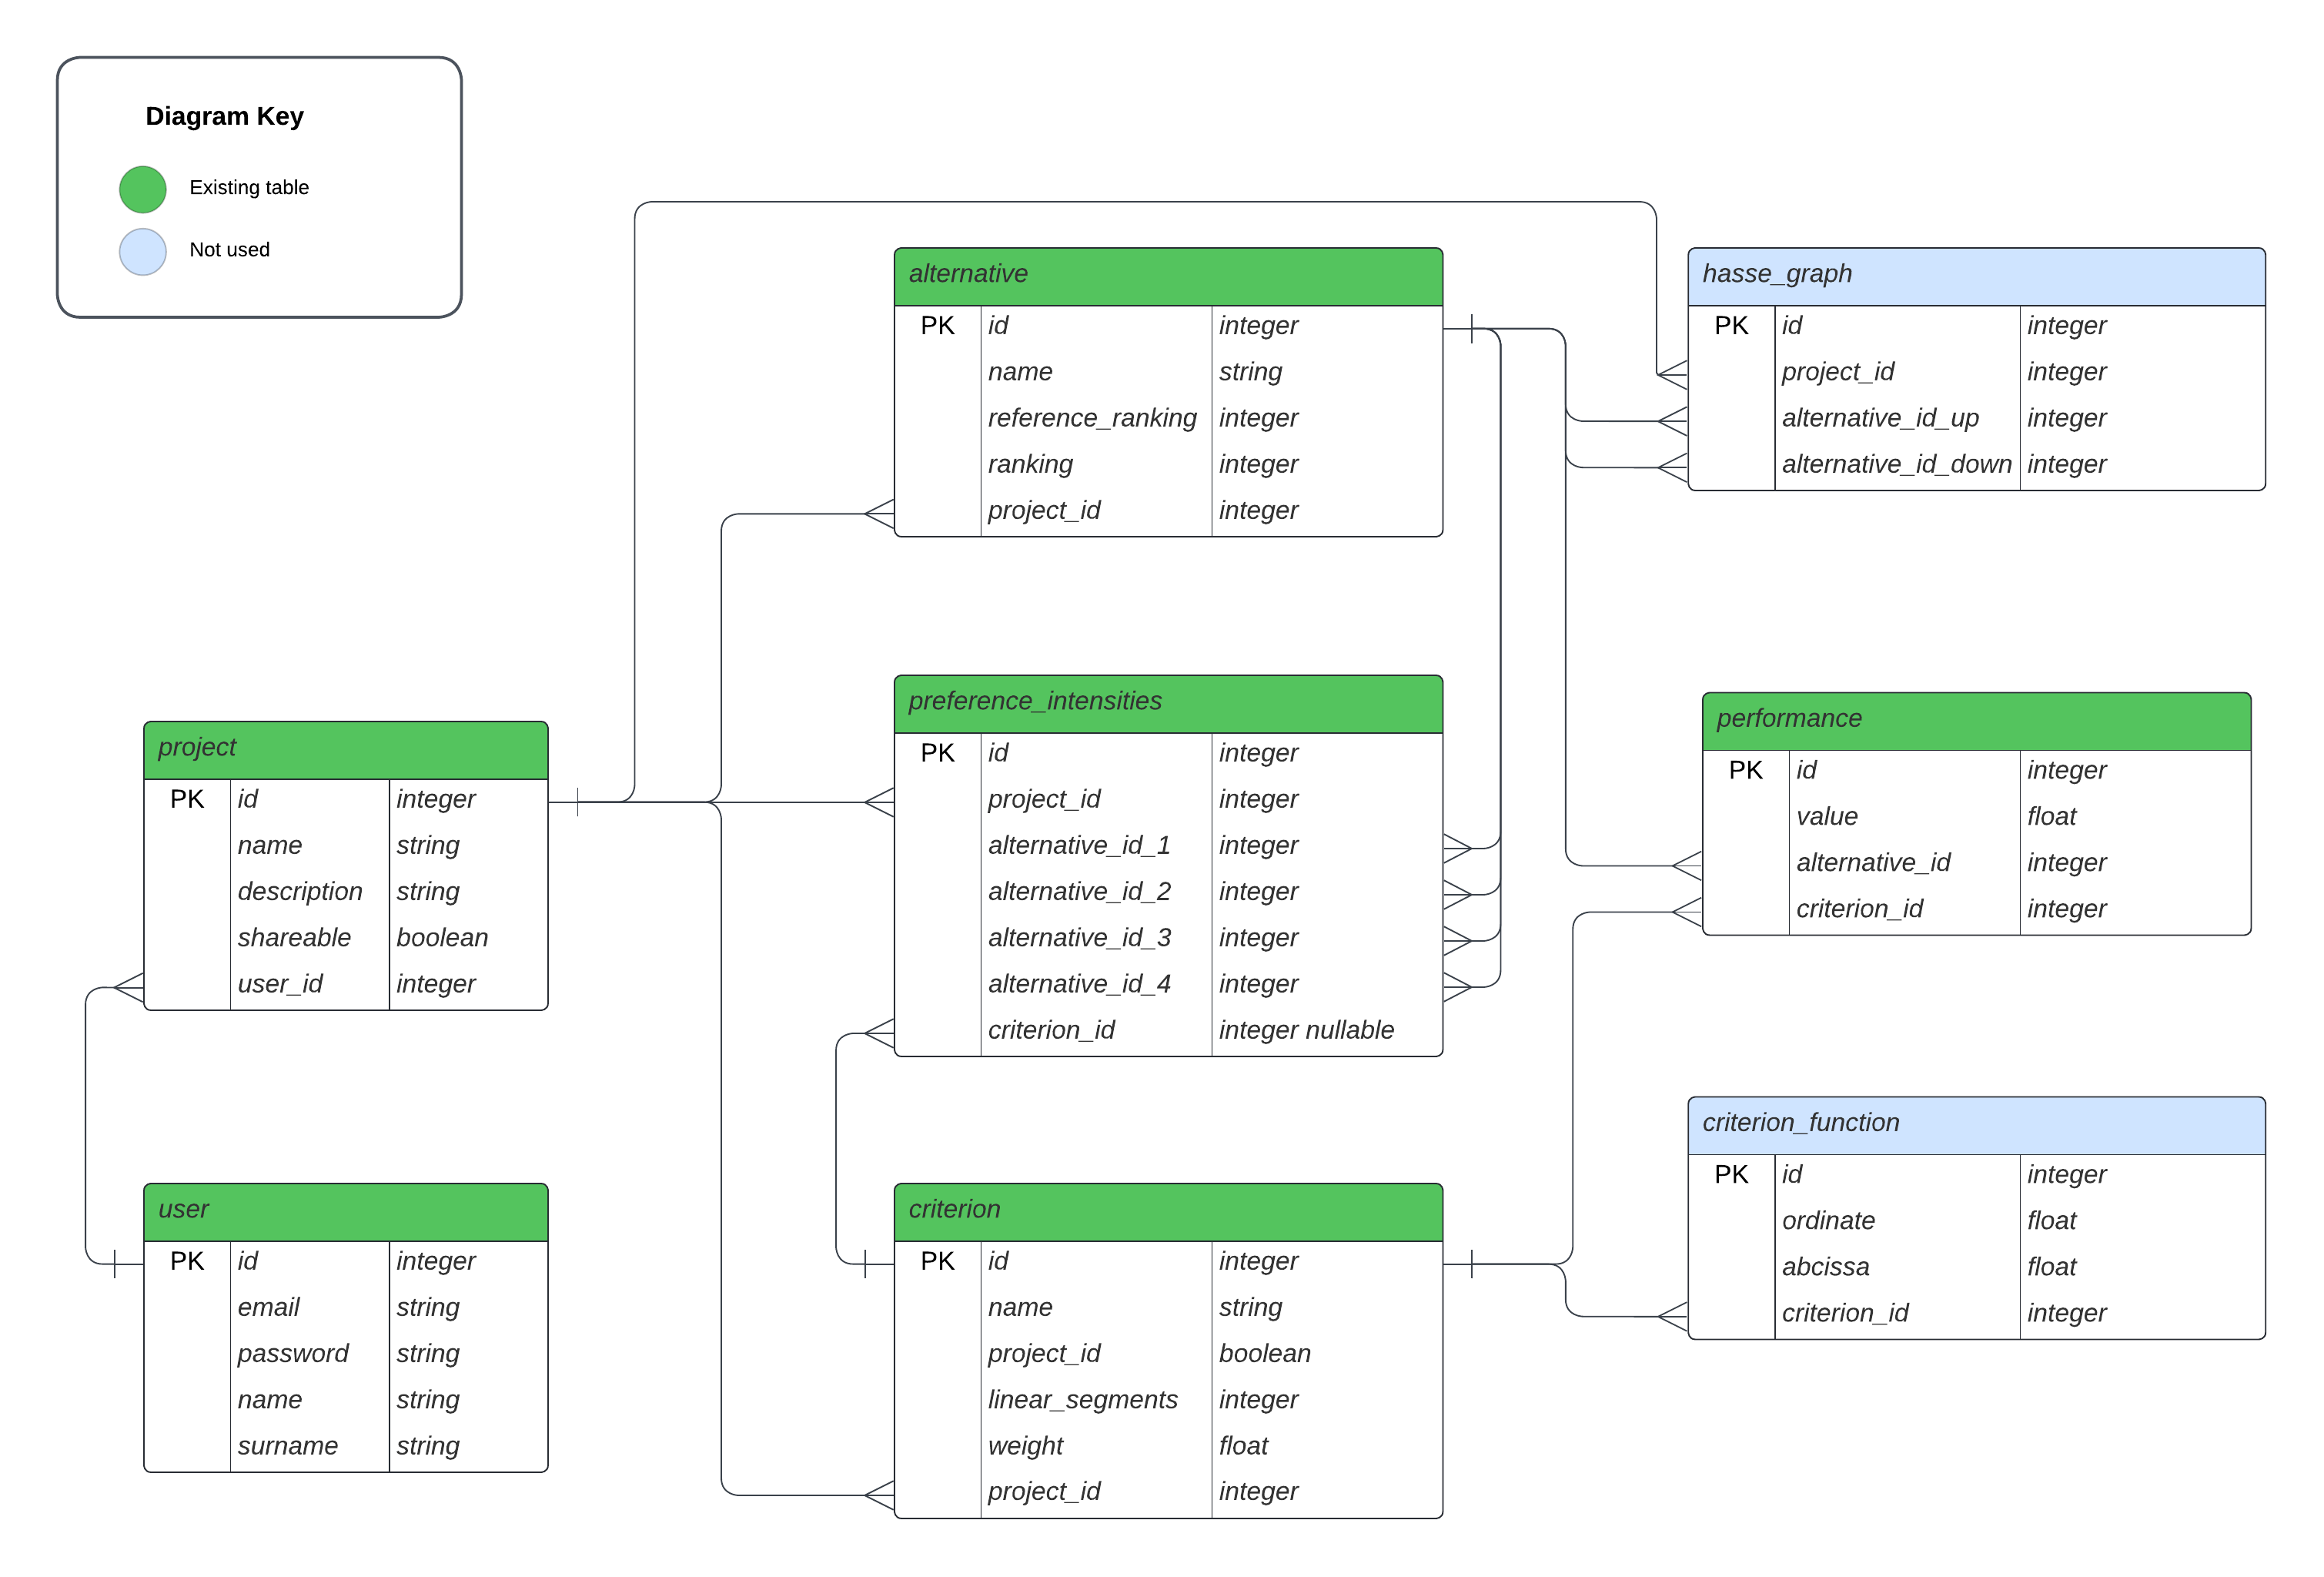 Diagram Key
Existing table
Not used
alternative
PK id integer
name string
reference_ranking integer
ranking integer
project_id integer
hasse_graph
PK id integer
project_id integer
alternative_id_up integer
alternative_id_down integer
preference_intensities
PK id integer
project_id integer
alternative_id_1 integer
alternative_id_2 integer
alternative_id_3 integer
alternative_id_4 integer
criterion_id integer nullable
performance
PK id integer
value float
alternative_id integer
criterion_id integer
project
PK id integer
name string
description string
shareable boolean
user_id integer
user
PK id integer
email string
password string
name string
surname string
criterion
PK id integer
name string
project_id boolean
linear_segments integer
weight float
project_id integer
criterion_function
PK id integer
ordinate float
abcissa float
criterion_id integer